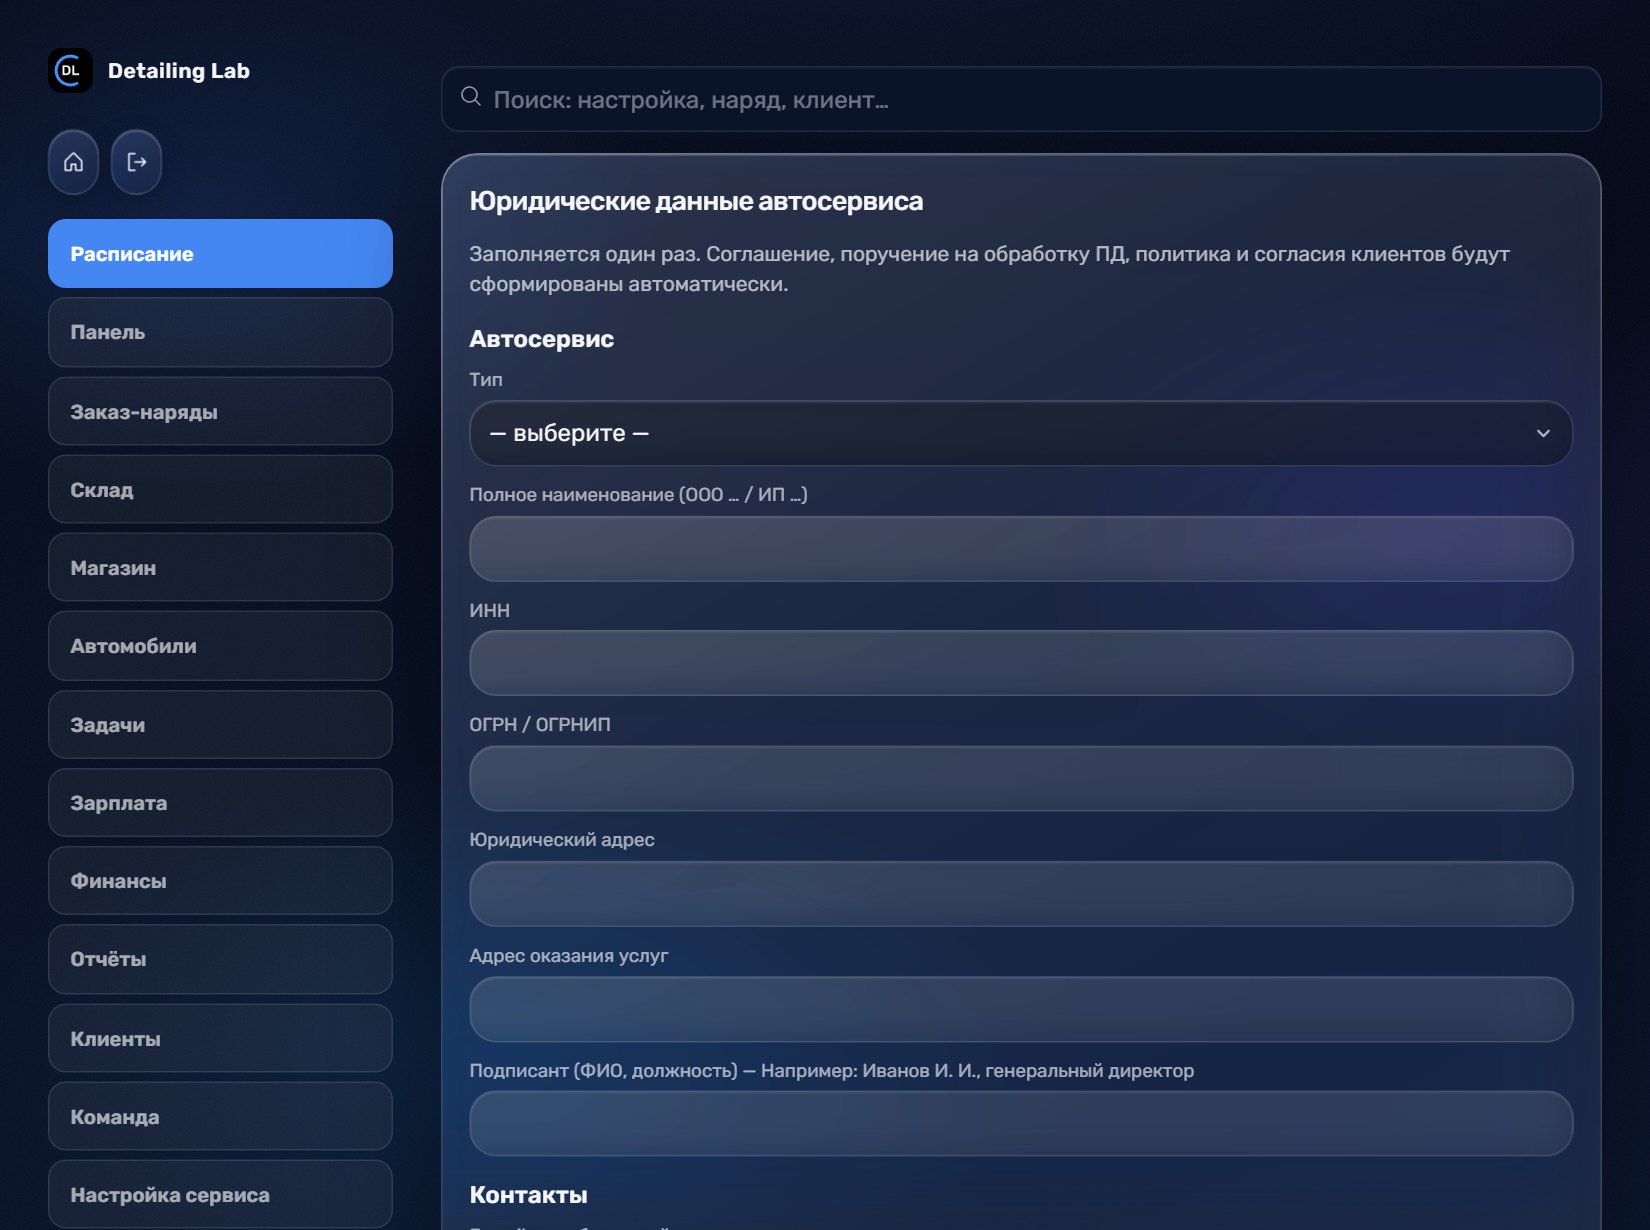 DL
Detailing Lab
Поиск: настройка, наряд, клиент...
Расписание
Панель
Заказ-наряды
Склад
Магазин
Автомобили
Задачи
Зарплата
Финансы
Отчёты
Клиенты
Команда
Настройка сервиса
Юридические данные автосервиса
Заполняется один раз. Соглашение, поручение на обработку ПД, политика и согласия клиентов будут
сформированы автоматически.
Автосервис
Тип
— выберите —
Полное наименование (ООО ... / ИП ...)
ИНН
ОГРН / ОГРНИП
Юридический адрес
Адрес оказания услуг
Подписант (ФИО, должность) — Например: Иванов И. И., генеральный директор
Контакты